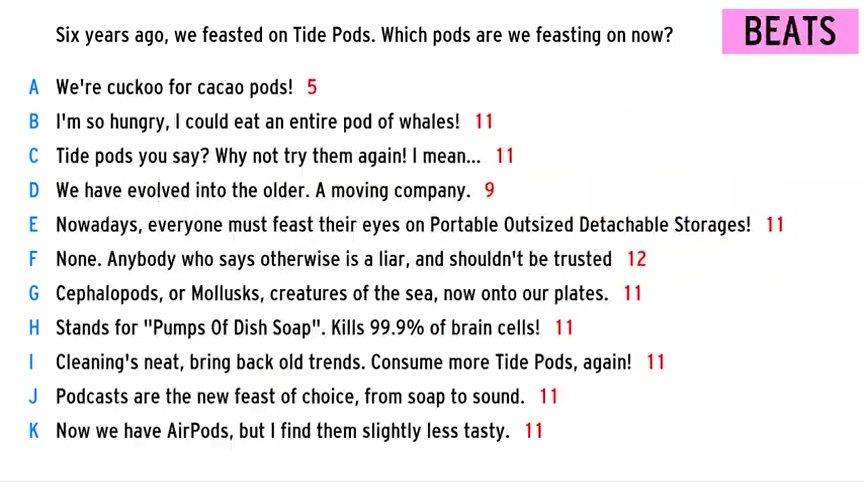 Six years ago, we feasted on Tide Pods. Which pods are we feasting on now?
BEATS
A We're cuckoo for cacao pods! 5
B I'm so hungry, I could eat an entire pod of whales! 11
C Tide pods you say? Why not try them again! I mean... 11
D We have evolved into the older. A moving company. 9
E Nowadays, everyone must feast their eyes on Portable Outsized Detachable Storages! 11
F None. Anybody who says otherwise is a liar, and shouldn't be trusted 12
G Cephalopods, or Mollusks, creatures of the sea, now onto our plates. 11
H Stands for "Pumps Of Dish Soap". Kills 99.9% of brain cells! 11
I Cleaning's neat, bring back old trends. Consume more Tide Pods, again! 11
J Podcasts are the new feast of choice, from soap to sound. 11
K Now we have AirPods, but I find them slightly less tasty. 11